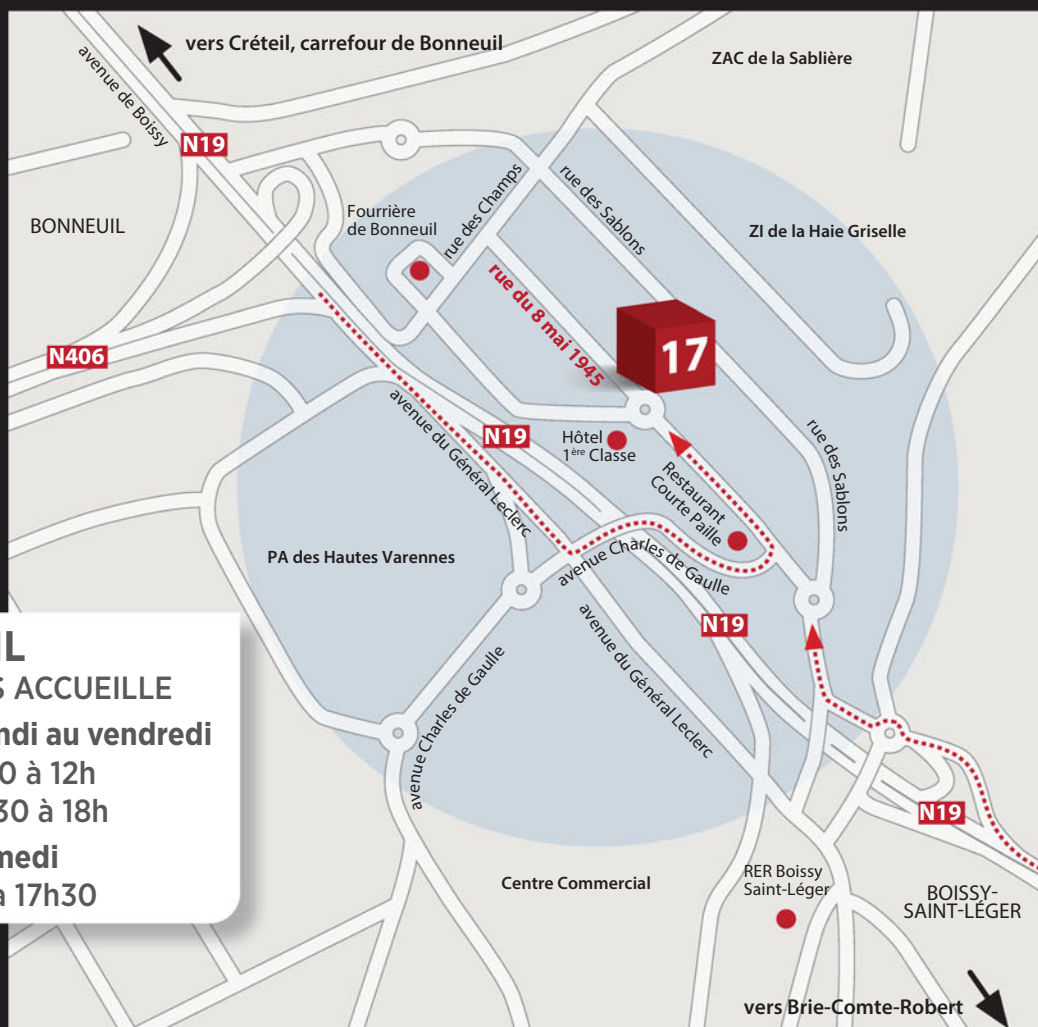 vers Créteil, carrefour de Bonneuil
ZAC de la Sablière
avenue de Boissy
N19
BONNEUIL
Fourrière
de Bonneuil
rue des Champs
rue des Sablons
ZI de la Haie Griselle
rue du 8 mai 1945
17
N406
avenue du Général Leclerc
N19
Hôtel
1ère Classe
Restaurant
Courte Paille
rue des Sablons
PA des Hautes Varennes
avenue Charles de Gaulle
N19
avenue du Général Leclerc
avenue Charles de Gaulle
ACCUEILLE
au vendredi
à 12h
à 18h
17h30
N19
Centre Commercial
RER Boissy
Saint-Léger
BOISSY-
SAINT-LÉGER
vers Brie-Comte-Robert